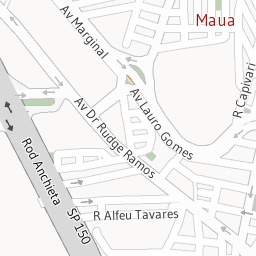 Av Marginal
Maua
R Capivari
Av Lauro Gomes
Av Dr Rudge Ramos
Rod Anchieta
SP 150
R Alfeu Tavares